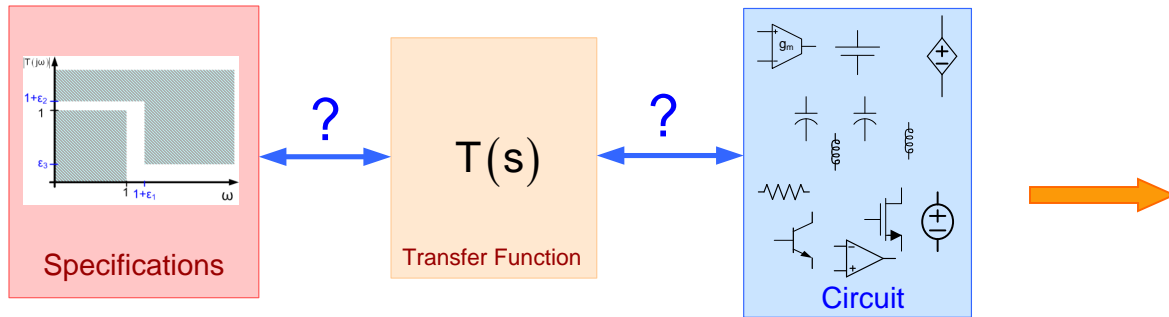 |T(jω)|
1+ε₂
1
ε₃
1
1+ε₁
ω
Specifications
?
T(s)
Transfer Function
?
gₘ
Circuit